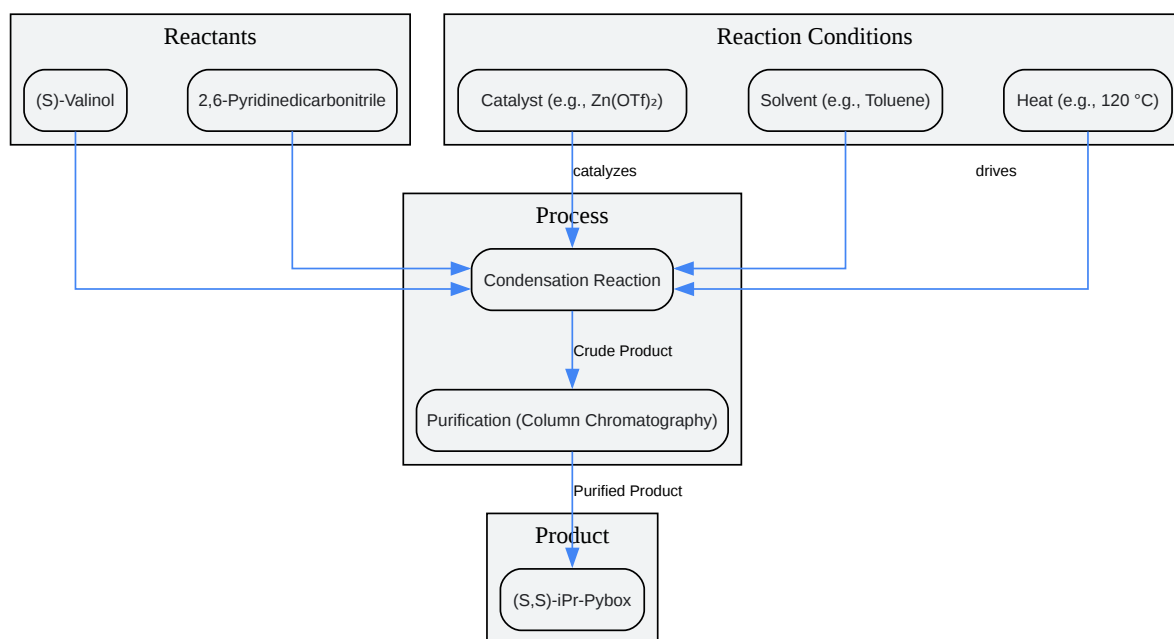 Reactants
Reaction Conditions
(S)-Valinol
2,6-Pyridinedicarbonitrile
Catalyst (e.g., Zn(OTf)₂)
Solvent (e.g., Toluene)
Heat (e.g., 120 °C)
catalyzes
drives
Process
Condensation Reaction
Crude Product
Purification (Column Chromatography)
Purified Product
Product
(S,S)-iPr-Pybox